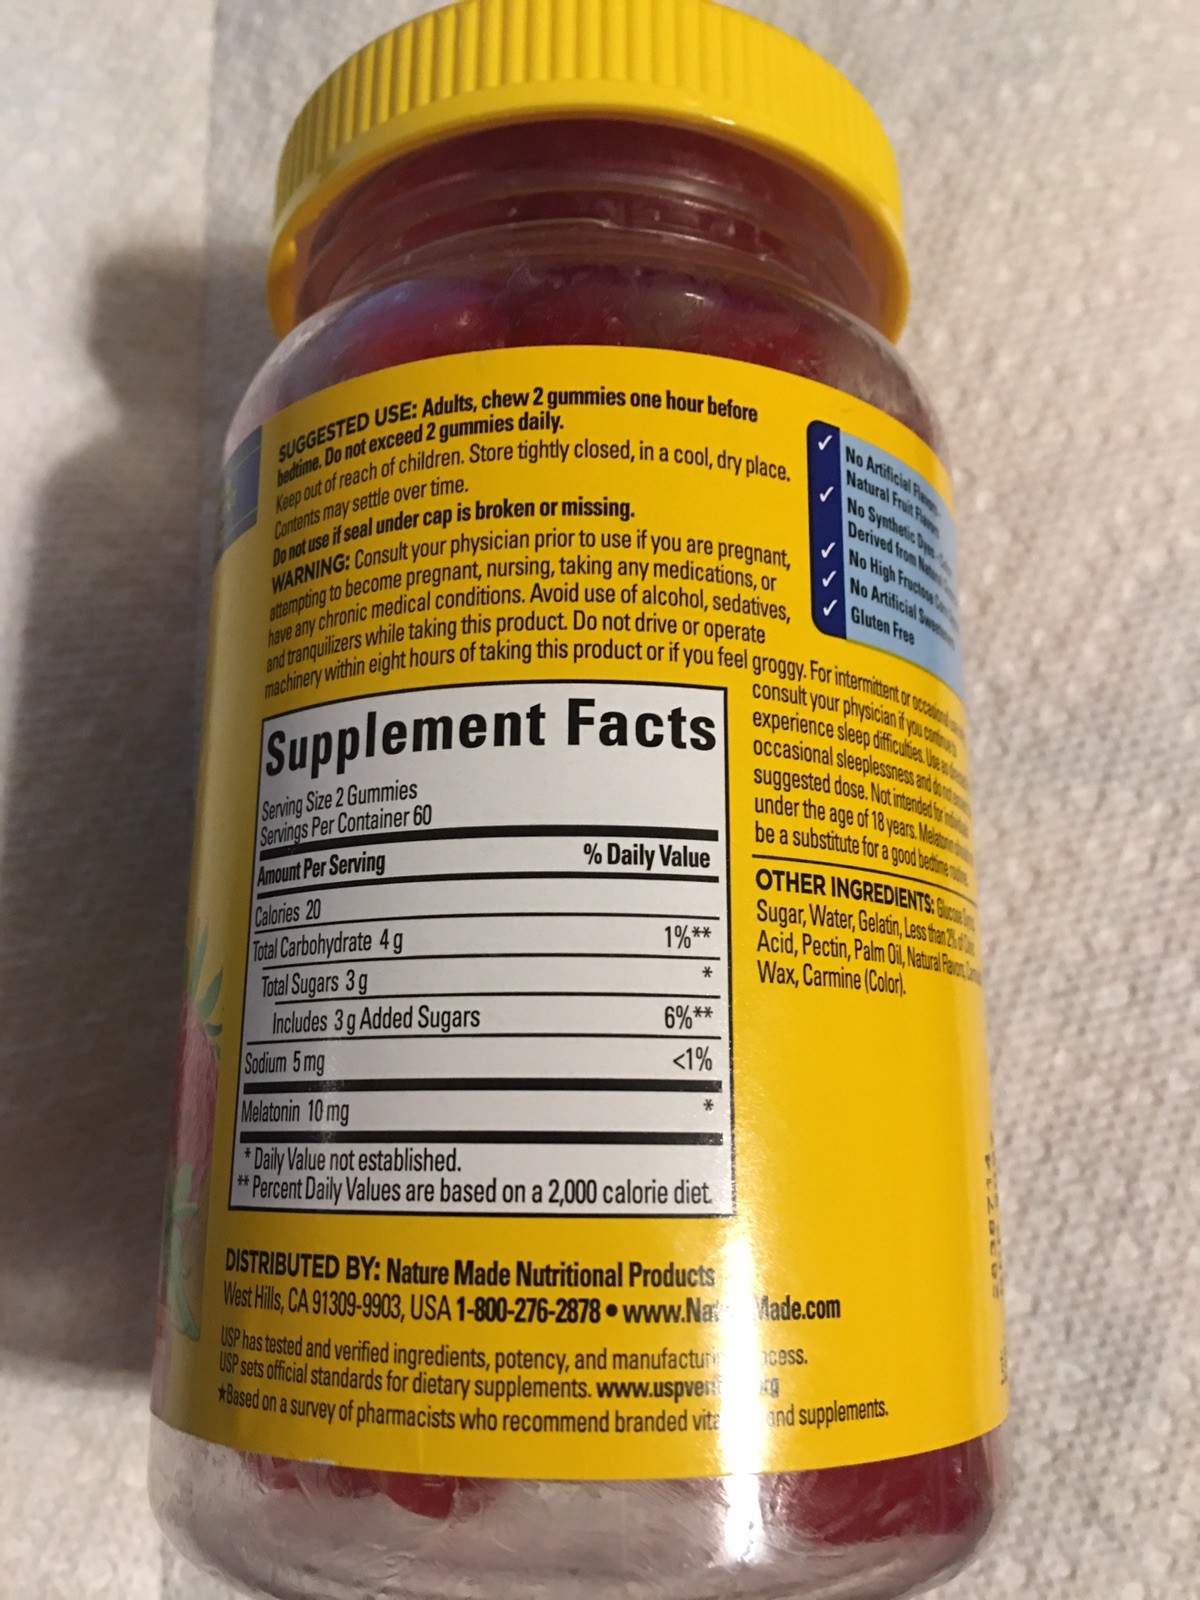 SUGGESTED USE: Adults, chew 2 gummies one hour before
bedtime. Do not exceed 2 gummies daily.
Keep out of reach of children. Store tightly closed, in a cool, dry place.
Contents may settle over time.
Do not use if seal under cap is broken or missing.
WARNING: Consult your physician prior to use if you are pregnant,
attempting to become pregnant, nursing, taking any medications, or
have any chronic medical conditions. Avoid use of alcohol, sedatives,
and tranquilizers while taking this product. Do not drive or operate
machinery within eight hours of taking this product or if you feel groggy. For intermittent or occasional
consult your physician if you continue to
experience sleep difficulties. Use as
occasional sleeplessness and do not
suggested dose. Not intended for
under the age of 18 years. Melatonin
be a substitute for a good bedtime routine.
✓ No Artificial Flavors
Natural Fruit Flavors
✓ No Synthetic Dyes
Derived from
✓ No High Fructose
✓ No Artificial
✓ Gluten Free
Supplement Facts
Serving Size 2 Gummies
Servings Per Container 60
Amount Per Serving % Daily Value
Calories 20
Total Carbohydrate 4 g 1%**
Total Sugars 3 g *
Includes 3 g Added Sugars 6%**
Sodium 5 mg <1%
Melatonin 10 mg *
* Daily Value not established.
** Percent Daily Values are based on a 2,000 calorie diet.
OTHER INGREDIENTS: Glucose
Sugar, Water, Gelatin, Less than 2% of
Acid, Pectin, Palm Oil, Natural Flavors,
Wax, Carmine (Color).
DISTRIBUTED BY: Nature Made Nutritional Products
West Hills, CA 91309-9903, USA 1-800-276-2878 • www.Na Made.com
USP has tested and verified ingredients, potency, and
USP sets official standards for dietary supplements.
★Based on a survey of pharmacists who recommend branded and supplements.